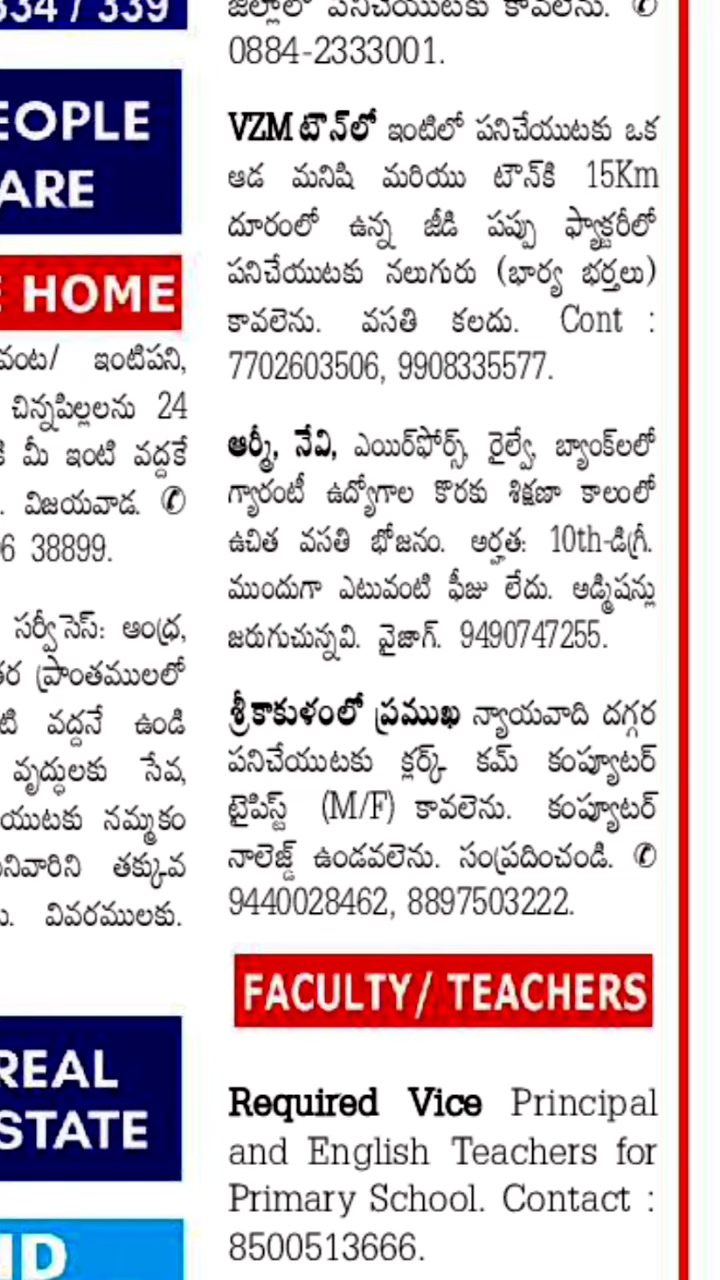 334 / 339
EOPLE
ARE
E HOME
వంట/ ఇంటిపని,
చిన్నపిల్లలను 24
మీ ఇంటి వద్దకే
. విజయవాడ. ✆
6 38899.
సర్వీసెస్: ఆంధ్ర,
తర ప్రాంతములలో
టి వద్దనే ఉండి
వృద్ధులకు సేవ,
యుటకు నమ్మకం
నివారిని తక్కువ
వివరములకు.
REAL
STATE
ND
జిల్లాలో పనిచేయుటకు కావలెను. ✆
0884-2333001.
VZM టౌన్‌లో ఇంటిలో పనిచేయుటకు ఒక
ఆడ మనిషి మరియు టౌన్‌కి 15Km
దూరంలో ఉన్న జీడి పప్పు ఫ్యాక్టరీలో
పనిచేయుటకు నలుగురు (భార్య భర్తలు)
కావలెను. వసతి కలదు. Cont :
7702603506, 9908335577.
ఆర్మీ, నేవి, ఎయిర్‌ఫోర్స్, రైల్వే, బ్యాంక్‌లలో
గ్యారంటీ ఉద్యోగాల కొరకు శిక్షణా కాలంలో
ఉచిత వసతి భోజనం. అర్హత: 10th-డిగ్రీ.
ముందుగా ఎటువంటి ఫీజు లేదు. అడ్మిషన్లు
జరుగుచున్నవి. వైజాగ్. 9490747255.
శ్రీకాకుళంలో ప్రముఖ న్యాయవాది దగ్గర
పనిచేయుటకు క్లర్క్ కమ్ కంప్యూటర్
టైపిస్ట్ (M/F) కావలెను. కంప్యూటర్
నాలెడ్జ్ ఉండవలెను. సంప్రదించండి. ✆
9440028462, 8897503222.
FACULTY/ TEACHERS
Required Vice Principal
and English Teachers for
Primary School. Contact :
8500513666.